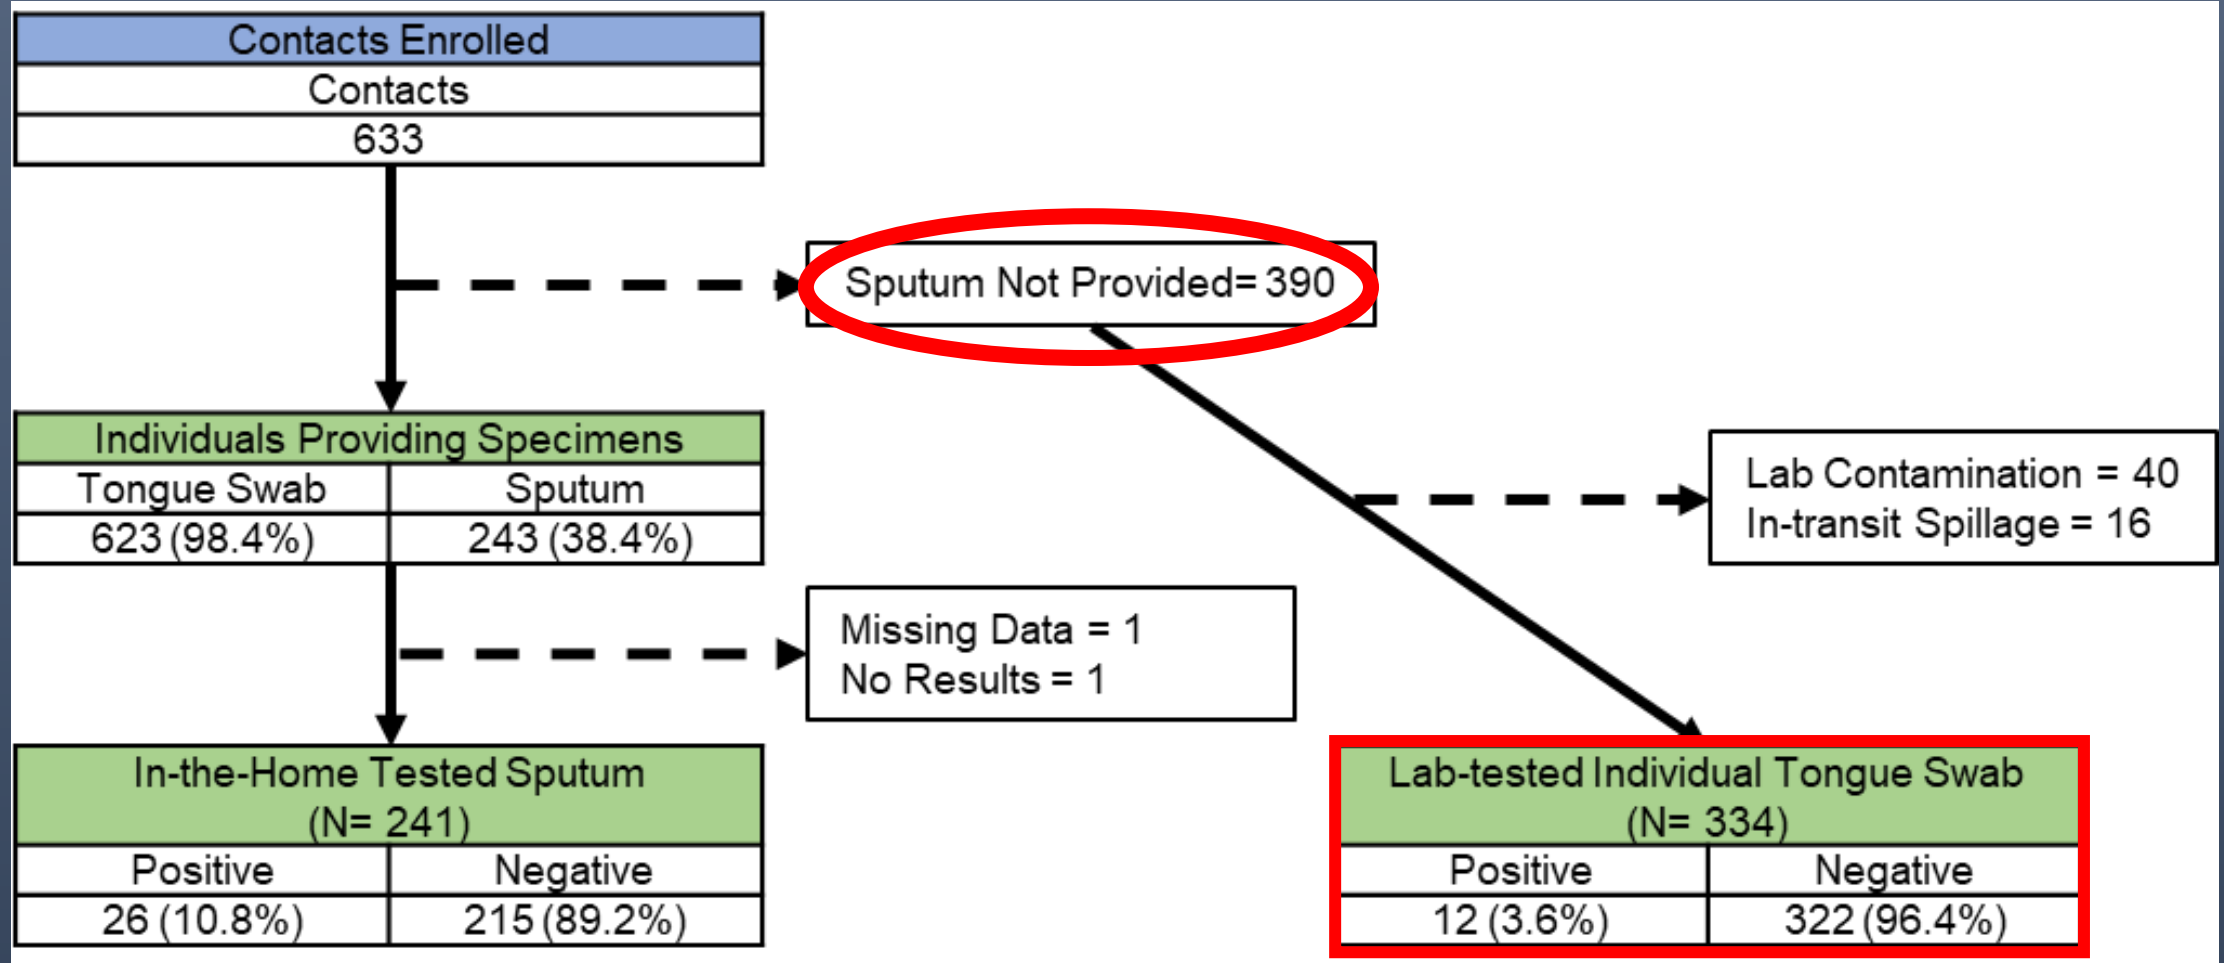 Contacts Enrolled
Contacts
633
Sputum Not Provided= 390
Individuals Providing Specimens
Tongue Swab Sputum
623 (98.4%) 243 (38.4%)
Lab Contamination = 40
In-transit Spillage = 16
Missing Data = 1
No Results = 1
In-the-Home Tested Sputum
(N= 241)
Positive Negative
26 (10.8%) 215 (89.2%)
Lab-tested Individual Tongue Swab
(N= 334)
Positive Negative
12 (3.6%) 322 (96.4%)